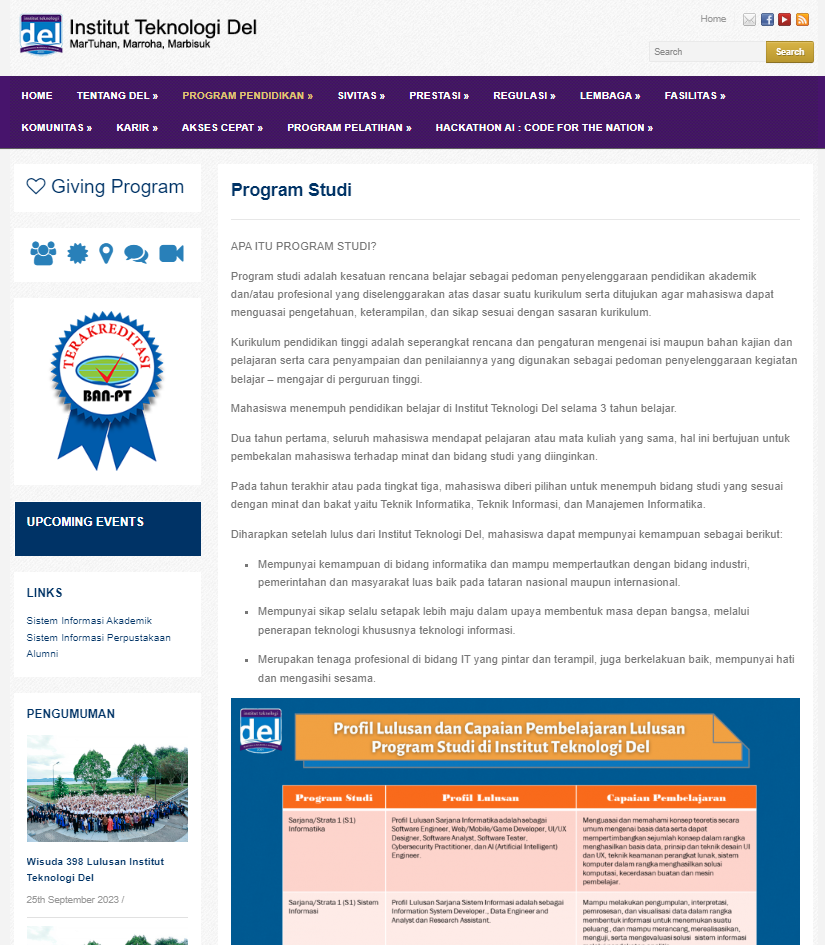 institut teknologi
del
Institut Teknologi Del
MarTuhan, Marroha, Marbisuk
Home
Search
Search
HOME
TENTANG DEL »
PROGRAM PENDIDIKAN »
SIVITAS »
PRESTASI »
REGULASI »
LEMBAGA »
FASILITAS »
KOMUNITAS »
KARIR »
AKSES CEPAT »
PROGRAM PELATIHAN »
HACKATHON AI : CODE FOR THE NATION »
Giving Program
TERAKREDITASI
BAN-PT
UPCOMING EVENTS
LINKS
Sistem Informasi Akademik
Sistem Informasi Perpustakaan
Alumni
PENGUMUMAN
Wisuda 398 Lulusan Institut
Teknologi Del
25th September 2023 /
Program Studi
APA ITU PROGRAM STUDI?
Program studi adalah kesatuan rencana belajar sebagai pedoman penyelenggaraan pendidikan akademik
dan/atau profesional yang diselenggarakan atas dasar suatu kurikulum serta ditujukan agar mahasiswa dapat
menguasai pengetahuan, keterampilan, dan sikap sesuai dengan sasaran kurikulum.
Kurikulum pendidikan tinggi adalah seperangkat rencana dan pengaturan mengenai isi maupun bahan kajian dan
pelajaran serta cara penyampaian dan penilaiannya yang digunakan sebagai pedoman penyelenggaraan kegiatan
belajar – mengajar di perguruan tinggi.
Mahasiswa menempuh pendidikan belajar di Institut Teknologi Del selama 3 tahun belajar.
Dua tahun pertama, seluruh mahasiswa mendapat pelajaran atau mata kuliah yang sama, hal ini bertujuan untuk
pembekalan mahasiswa terhadap minat dan bidang studi yang diinginkan.
Pada tahun terakhir atau pada tingkat tiga, mahasiswa diberi pilihan untuk menempuh bidang studi yang sesuai
dengan minat dan bakat yaitu Teknik Informatika, Teknik Informasi, dan Manajemen Informatika.
Diharapkan setelah lulus dari Institut Teknologi Del, mahasiswa dapat mempunyai kemampuan sebagai berikut:
Mempunyai kemampuan di bidang informatika dan mampu mempertautkan dengan bidang industri,
pemerintahan dan masyarakat luas baik pada tataran nasional maupun internasional.
Mempunyai sikap selalu setapak lebih maju dalam upaya membentuk masa depan bangsa, melalui
penerapan teknologi khususnya teknologi informasi.
Merupakan tenaga profesional di bidang IT yang pintar dan terampil, juga berkelakuan baik, mempunyai hati
dan mengasihi sesama.
institut teknologi
del
Profil Lulusan dan Capaian Pembelajaran Lulusan
Program Studi di Institut Teknologi Del
Program Studi
Profil Lulusan
Capaian Pembelajaran
Sarjana/Strata 1 (S1)
Informatika
Profil Lulusan Sarjana Informatika adalah sebagai
Software Engineer, Web/Mobile/Game Developer, UI/UX
Designer, Software Analyst, Software Tester,
Cybersecurity Practitioner, dan AI (Artificial Intelligent)
Engineer.
Menguasai dan memahami konsep teoretis secara
umum mengenai basis data serta dapat
mempertimbangkan sejumlah konsep dalam rangka
menghasilkan basis data, prinsip dan teknik desain UI
dan UX, teknik keamanan perangkat lunak, sistem
komputer dalam rangka menghasilkan solusi
komputasi, kecerdasan buatan dan mesin
pembelajar.
Sarjana/Strata 1 (S1) Sistem
Informasi
Profil Lulusan Sarjana Sistem Informasi adalah sebagai
Information System Developer , Data Engineer and
Analyst dan Research Assistant.
Mampu melakukan pengumpulan, interpretasi,
pemrosesan, dan visualisasi data dalam rangka
membentuk informasi untuk menemukan suatu
peluang , dan mampu merancang, merealisasikan,
menguji, serta mengevaluasi solusi sistem informasi